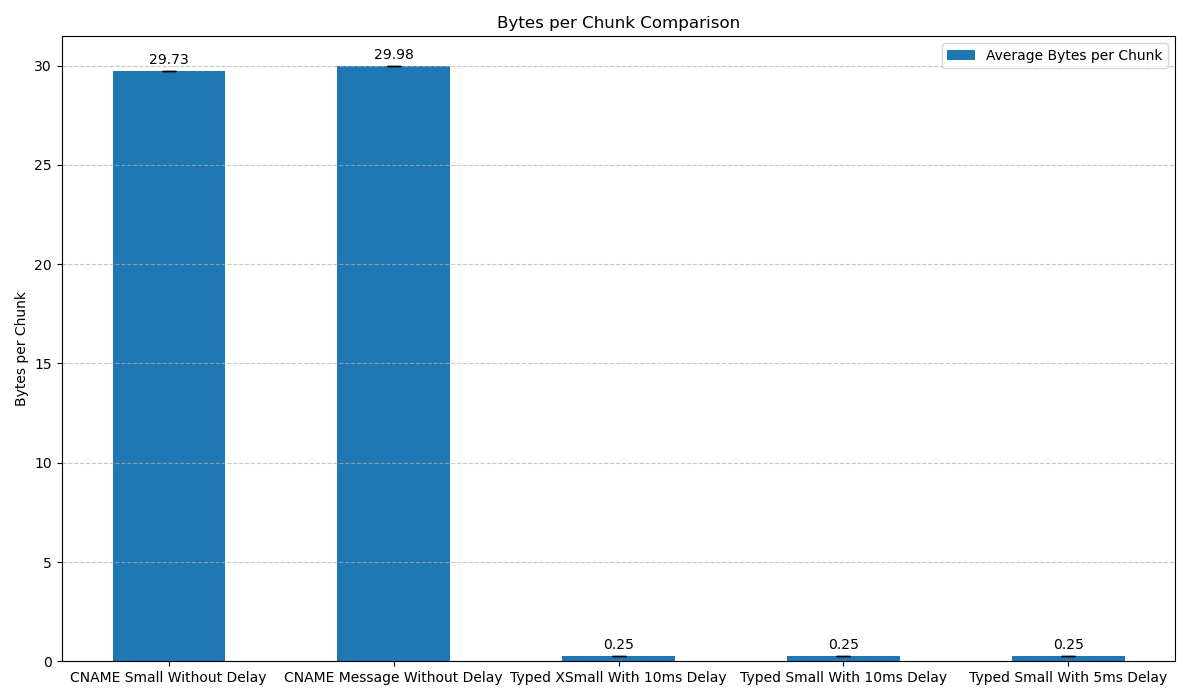 Bytes per Chunk Comparison
Average Bytes per Chunk
Bytes per Chunk
30
25
20
15
10
5
0
29.73
29.98
0.25
0.25
0.25
CNAME Small Without Delay
CNAME Message Without Delay
Typed XSmall With 10ms Delay
Typed Small With 10ms Delay
Typed Small With 5ms Delay